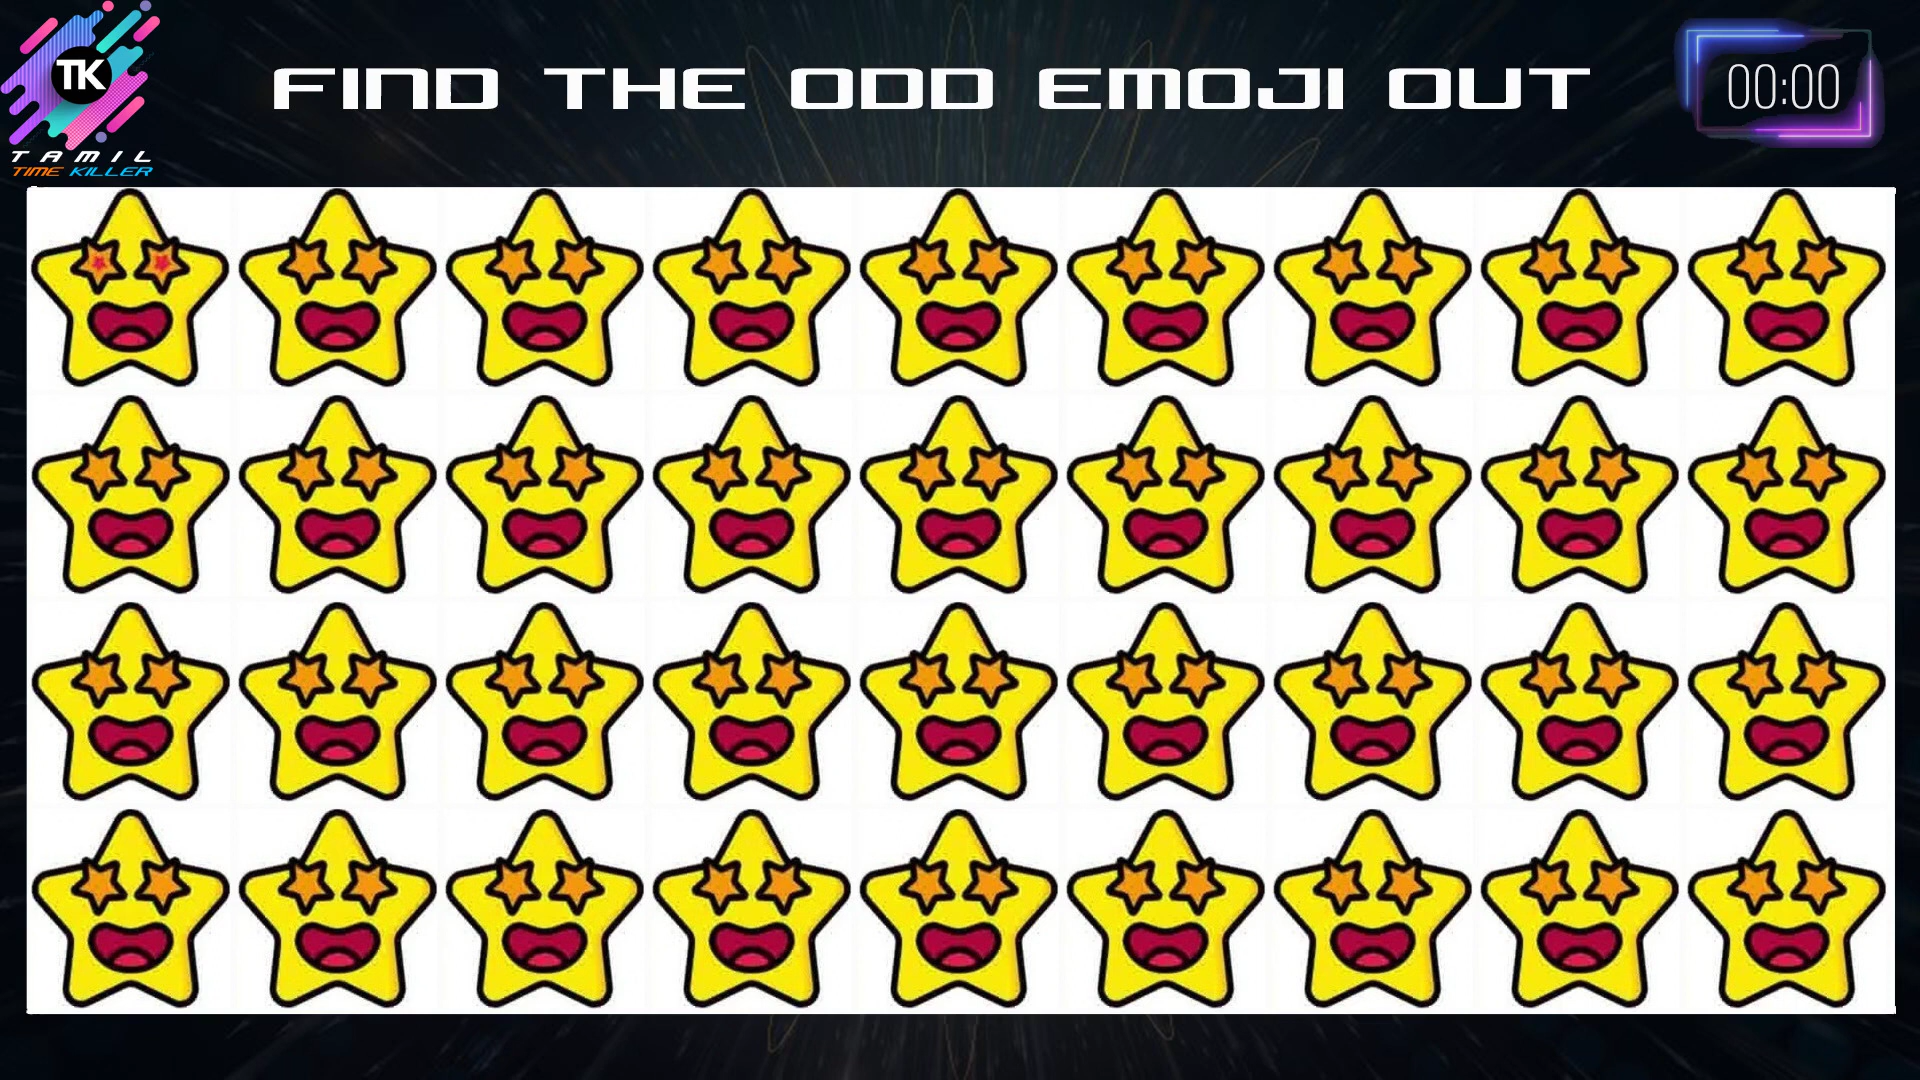 TK
TAMIL
TIME KILLER
FIND THE ODD EMOJI OUT
00:00